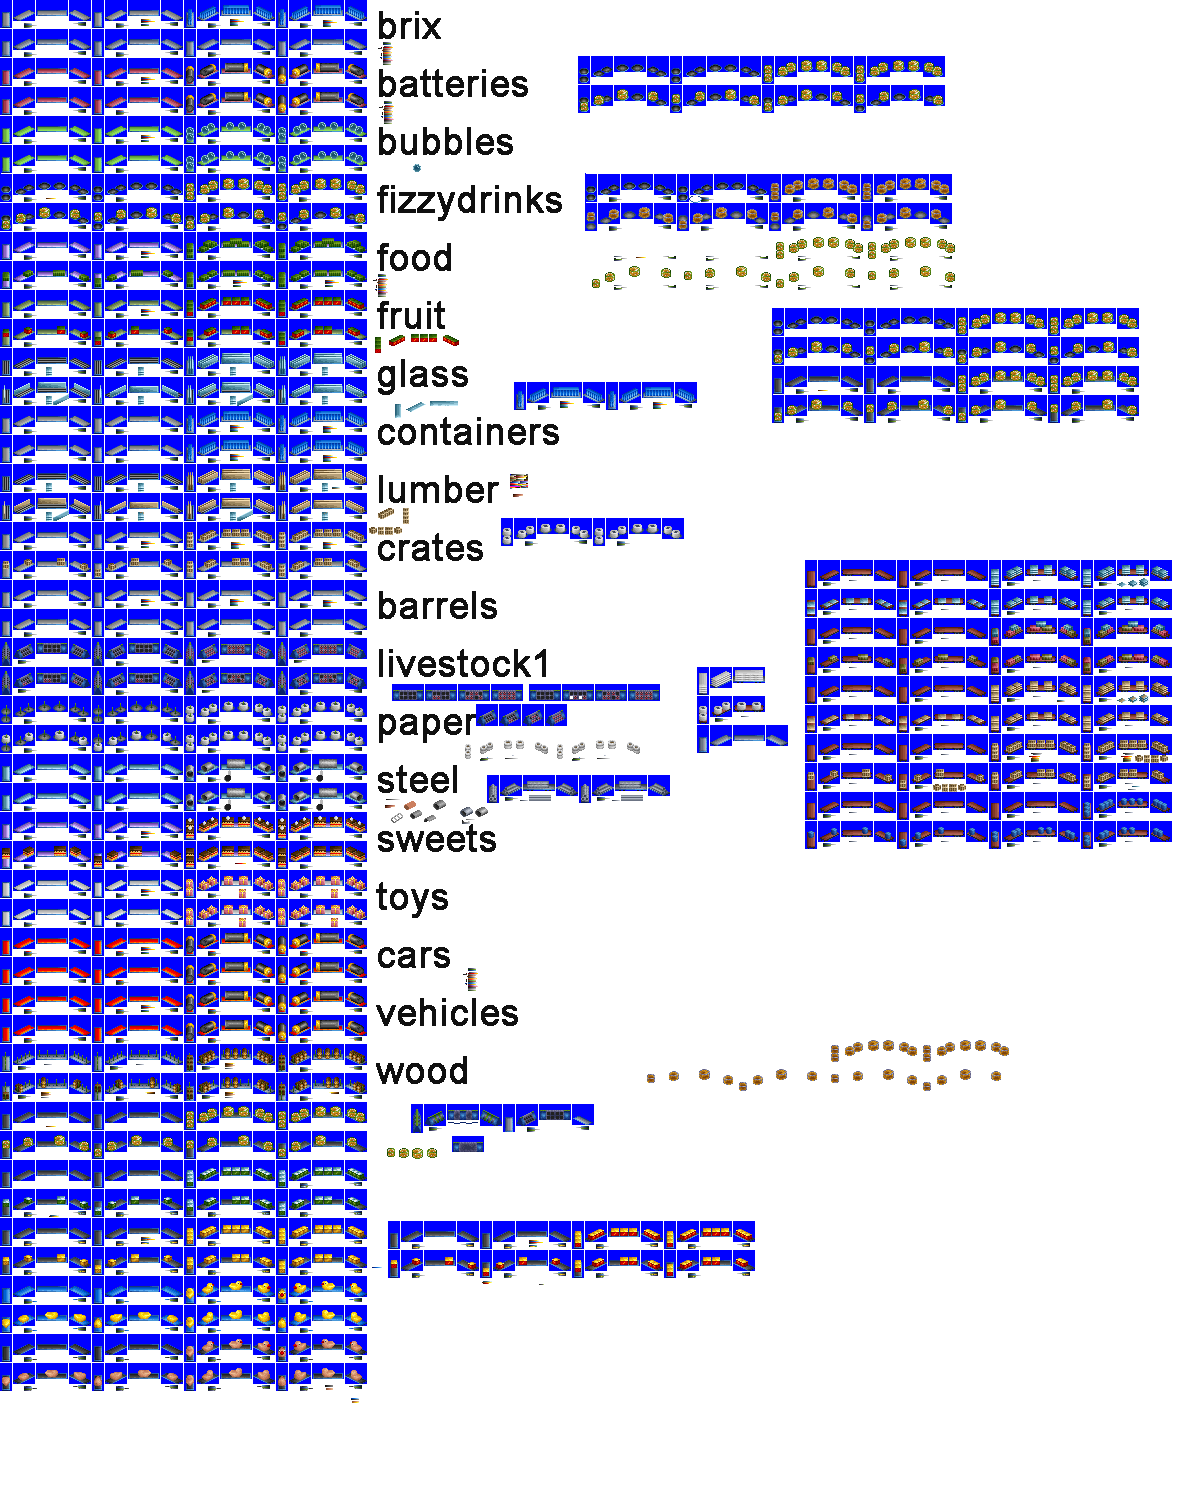 brix
batteries
bubbles
fizzydrinks
food
fruit
glass
containers
lumber
crates
barrels
livestock1
paper
steel
sweets
toys
cars
vehicles
wood